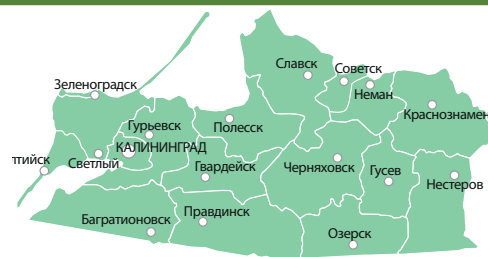 Славск
Советск
Зеленоградск
Неман
Краснознамен
Гурьевск
Полесск
КАЛИНИНГРАД
тийск
Светлый
Гвардейск
Черняховск
Гусев
Нестеров
Багратионовск
Правдинск
Озерск